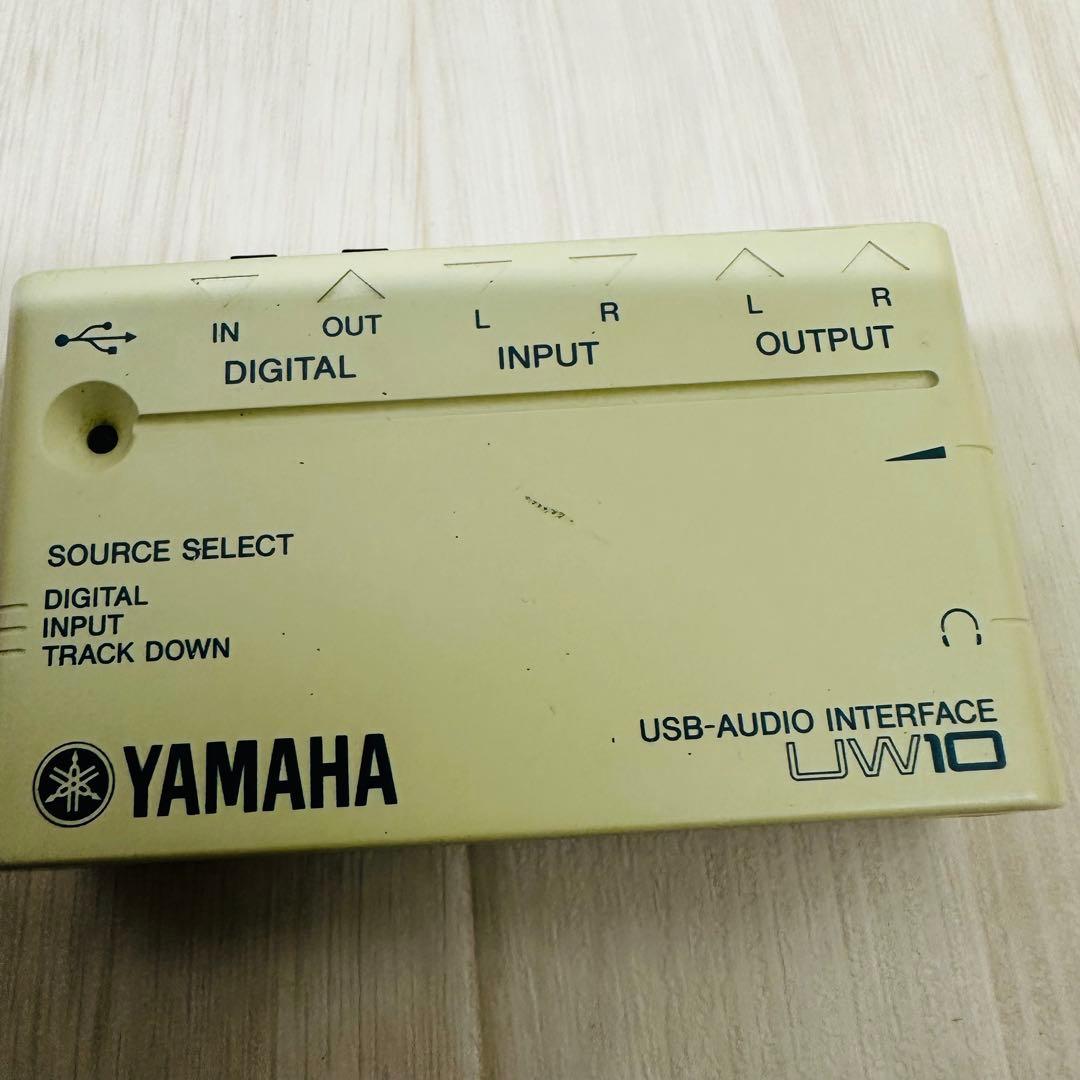 IN OUT L R L R
DIGITAL INPUT OUTPUT
SOURCE SELECT
DIGITAL
INPUT
TRACK DOWN
USB-AUDIO INTERFACE
YAMAHA UW10